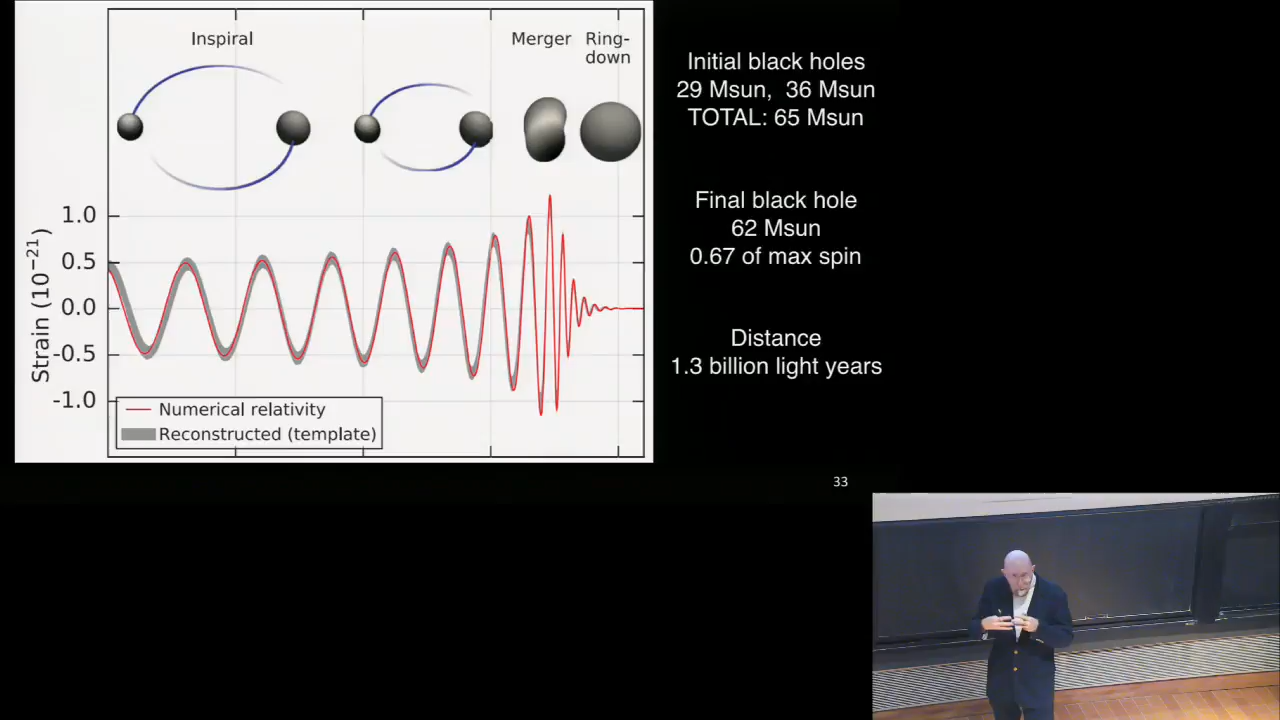 Inspiral
Merger
Ring-
down
1.0
0.5
0.0
-0.5
-1.0
Strain (10⁻²¹)
Numerical relativity
Reconstructed (template)
Initial black holes
29 Msun, 36 Msun
TOTAL: 65 Msun
Final black hole
62 Msun
0.67 of max spin
Distance
1.3 billion light years
33